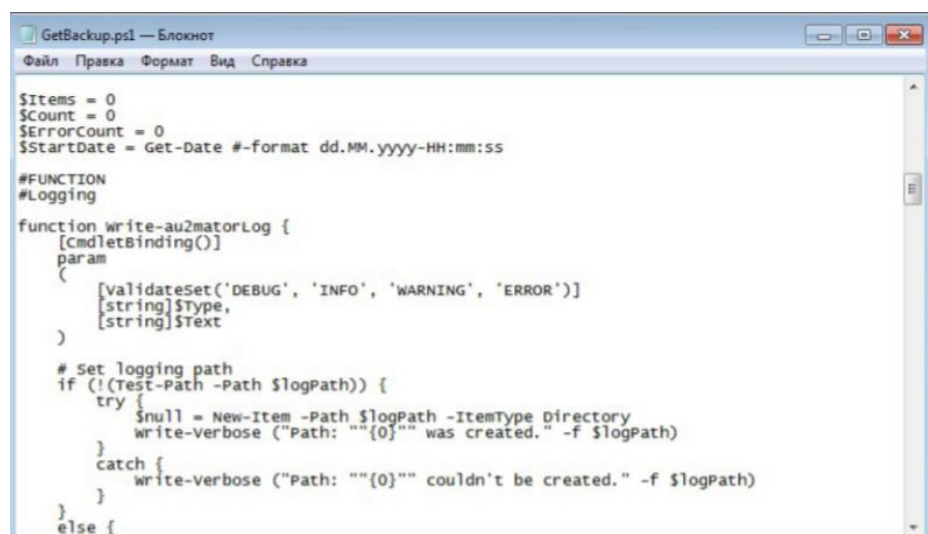 GetBackup.ps1 — Блокнот
Файл Правка Формат Вид Справка
$Items = 0
$Count = 0
$ErrorCount = 0
$StartDate = Get-Date #-format dd.MM.yyyy-HH:mm:ss
#FUNCTION
#Logging
function Write-au2matorLog {
    [CmdletBinding()]
    param
    (
        [ValidateSet('DEBUG', 'INFO', 'WARNING', 'ERROR')]
        [string]$Type,
        [string]$Text
    )
    # Set logging path
    if (!(Test-Path -Path $logPath)) {
        try {
            $null = New-Item -Path $logPath -ItemType Directory
            Write-Verbose ("Path: ""{0}"" was created." -f $logPath)
        }
        catch {
            Write-Verbose ("Path: ""{0}"" couldn't be created." -f $logPath)
        }
    }
    else {